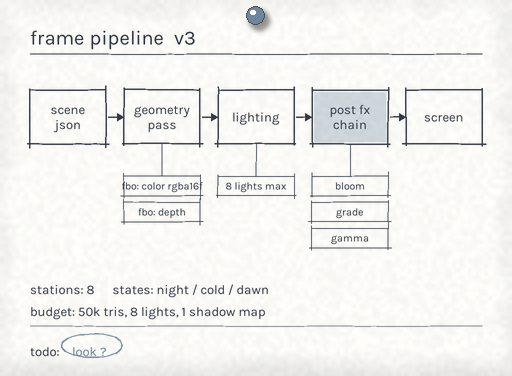 frame pipeline v3
scene json
geometry pass
lighting
post fx chain
screen
fbo: color rgba16f
8 lights max
bloom
fbo: depth
grade
gamma
stations: 8 states: night / cold / dawn
budget: 50k tris, 8 lights, 1 shadow map
todo: look ?